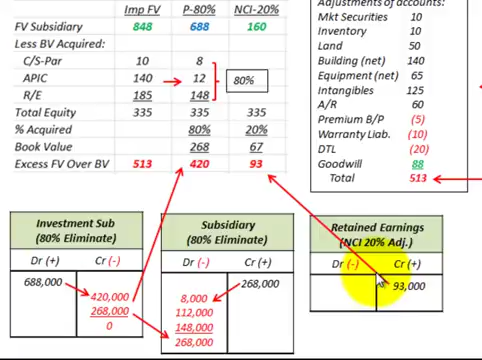 Imp FV P-80% NCI-20%
FV Subsidiary 848 688 160
Less BV Acquired:
C/S-Par 10 8
APIC 140 12 80%
R/E 185 148
Total Equity 335 335 335
% Acquired 80% 20%
Book Value 268 67
Excess FV Over BV 513 420 93
Adjustments of accounts:
Mkt Securities 10
Inventory 10
Land 50
Building (net) 140
Equipment (net) 65
Intangibles 125
A/R 60
Premium B/P (5)
Warranty Liab. (10)
DTL (20)
Goodwill 88
Total 513
Investment Sub
(80% Eliminate)
Dr (+) Cr (-)
688,000
420,000
268,000
0
Subsidiary
(80% Eliminate)
Dr (-) Cr (+)
268,000
8,000
112,000
148,000
268,000
Retained Earnings
(NCI 20% Adj.)
Dr (-) Cr (+)
93,000